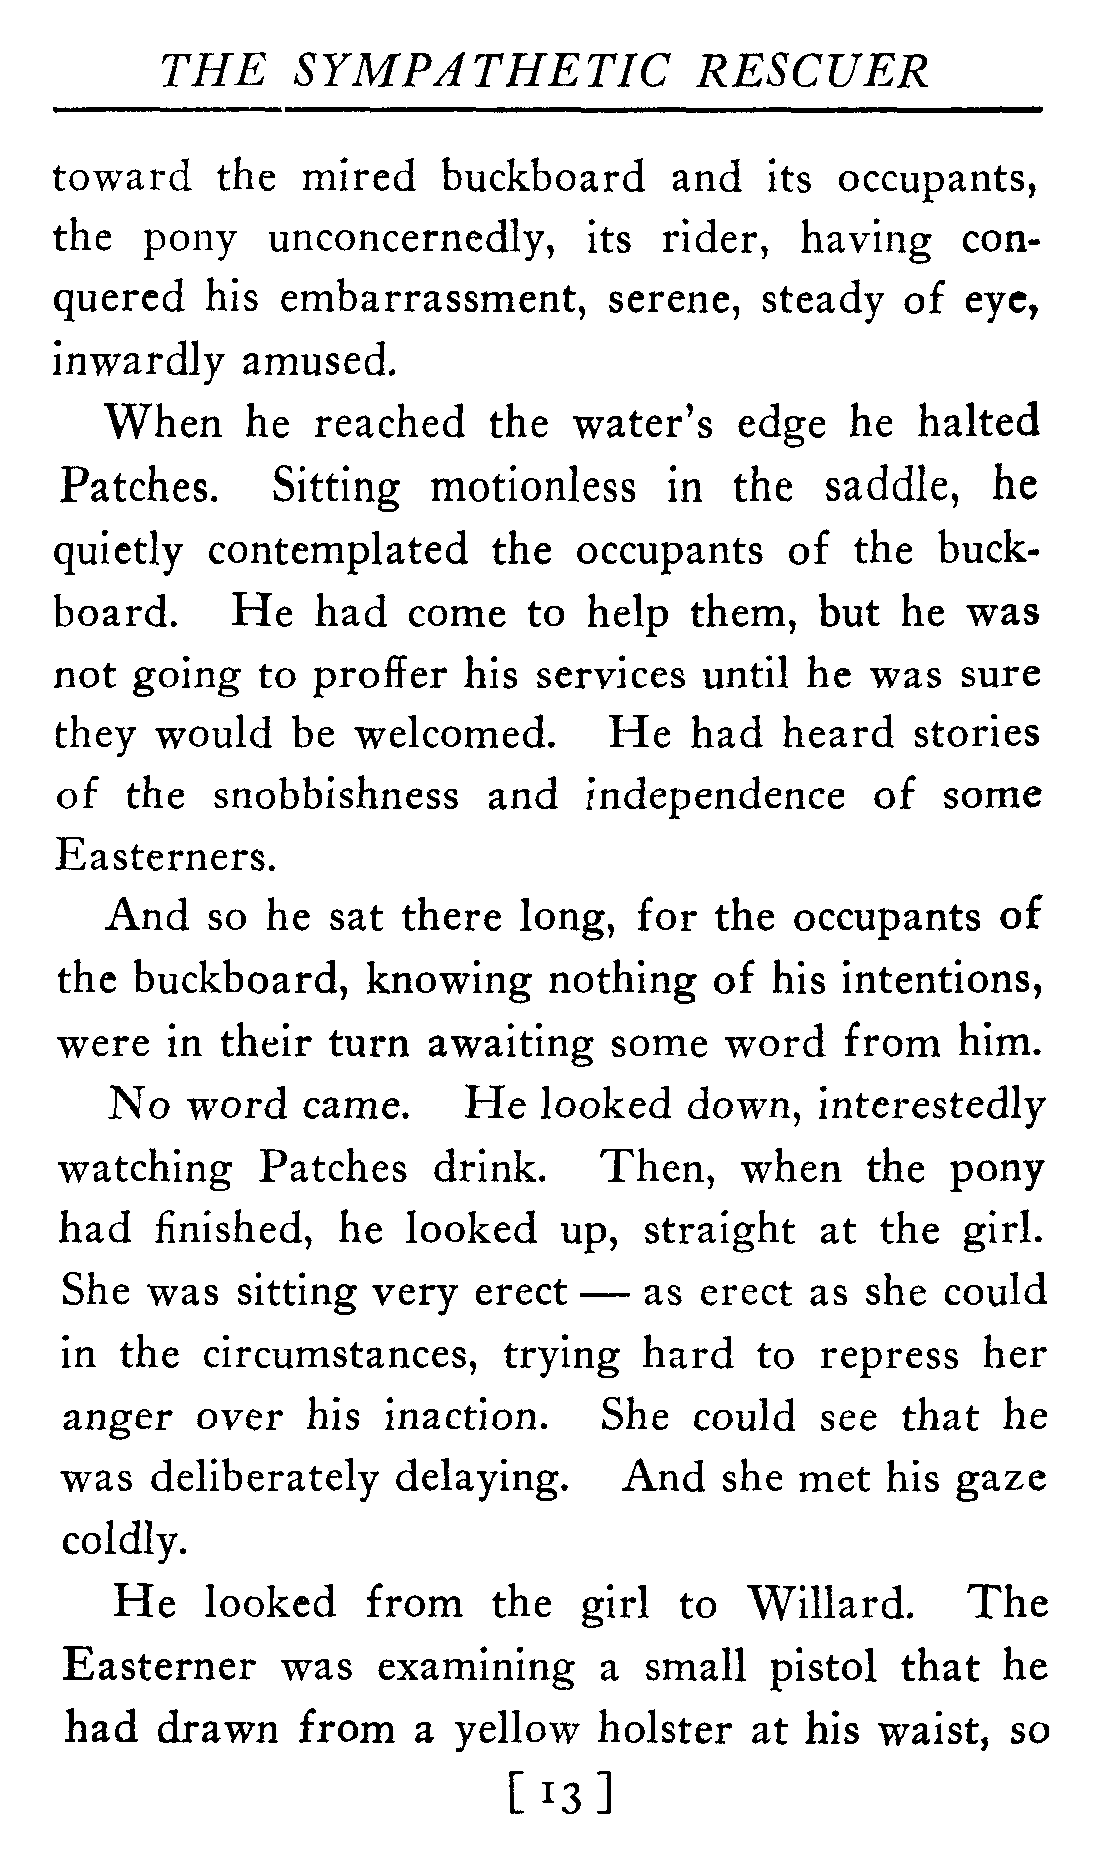 THE SYMPATHETIC RESCUER
toward the mired buckboard and its occupants,
the pony unconcernedly, its rider, having con-
quered his embarrassment, serene, steady of eye,
inwardly amused.
When he reached the water's edge he halted
Patches. Sitting motionless in the saddle, he
quietly contemplated the occupants of the buck-
board. He had come to help them, but he was
not going to proffer his services until he was sure
they would be welcomed. He had heard stories
of the snobbishness and independence of some
Easterners.
And so he sat there long, for the occupants of
the buckboard, knowing nothing of his intentions,
were in their turn awaiting some word from him.
No word came. He looked down, interestedly
watching Patches drink. Then, when the pony
had finished, he looked up, straight at the girl.
She was sitting very erect — as erect as she could
in the circumstances, trying hard to repress her
anger over his inaction. She could see that he
was deliberately delaying. And she met his gaze
coldly.
He looked from the girl to Willard. The
Easterner was examining a small pistol that he
had drawn from a yellow holster at his waist, so
[ 13 ]